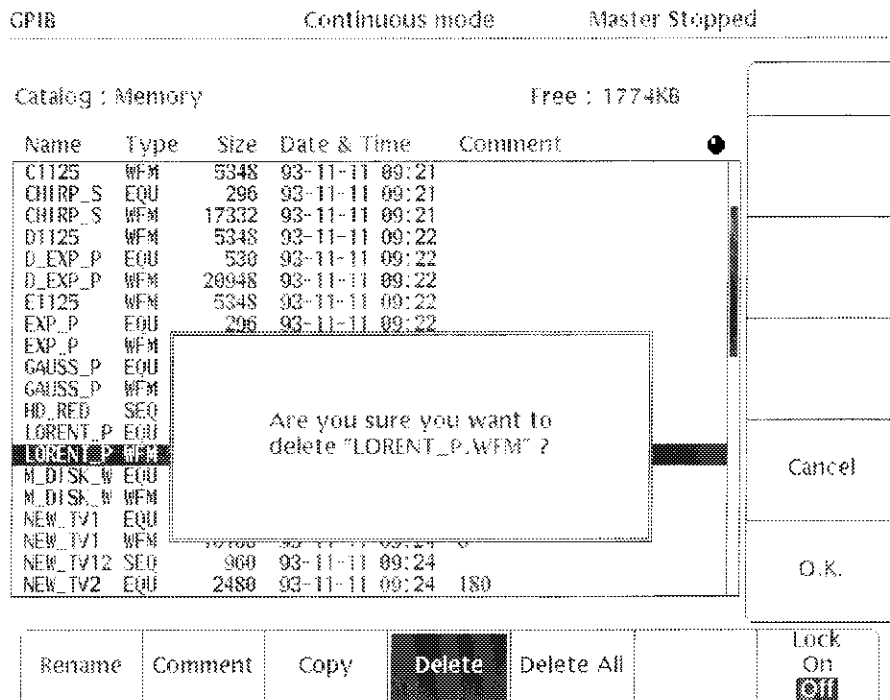 GPIB Continuous mode Master Stopped
Catalog : Memory Free : 1774KB
Name Type Size Date & Time Comment
C1125 WFM 5348 93-11-11 09:21
CHIRP_S EQU 296 93-11-11 09:21
CHIRP_S WFM 17332 93-11-11 09:21
D1125 WFM 5348 93-11-11 09:22
D_EXP_P EQU 530 93-11-11 09:22
D_EXP_P WFM 20948 93-11-11 09:22
E1125 WFM 5348 93-11-11 09:22
EXP_P EQU 296 93-11-11 09:22
EXP_P WFM
GAUSS_P EQU
GAUSS_P WFM
HD_RED SEQ
LORENT_P EQU
LORENT_P WFM
M_DISK_W EQU
M_DISK_W WFM
NEW_TV1 EQU
NEW_TV1 WFM
NEW_TV12 SEQ 960 93-11-11 09:24
NEW_TV2 EQU 2480 93-11-11 09:24 180
Are you sure you want to
delete "LORENT_P.WFM" ?
Cancel
O.K.
Rename Comment Copy Delete Delete All
Lock
On
Off